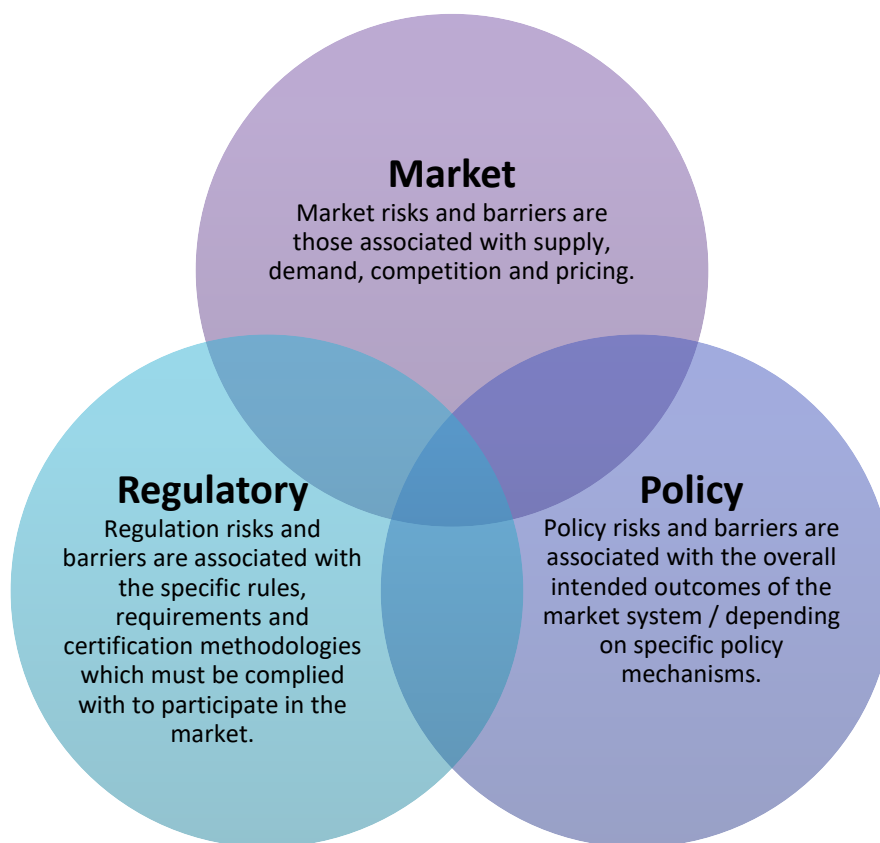 Market
Market risks and barriers are
those associated with supply,
demand, competition and pricing.
Regulatory
Regulation risks and
barriers are associated with
the specific rules,
requirements and
certification methodologies
which must be complied
with to participate in the
market.
Policy
Policy risks and barriers are
associated with the overall
intended outcomes of the
market system / depending
on specific policy
mechanisms.